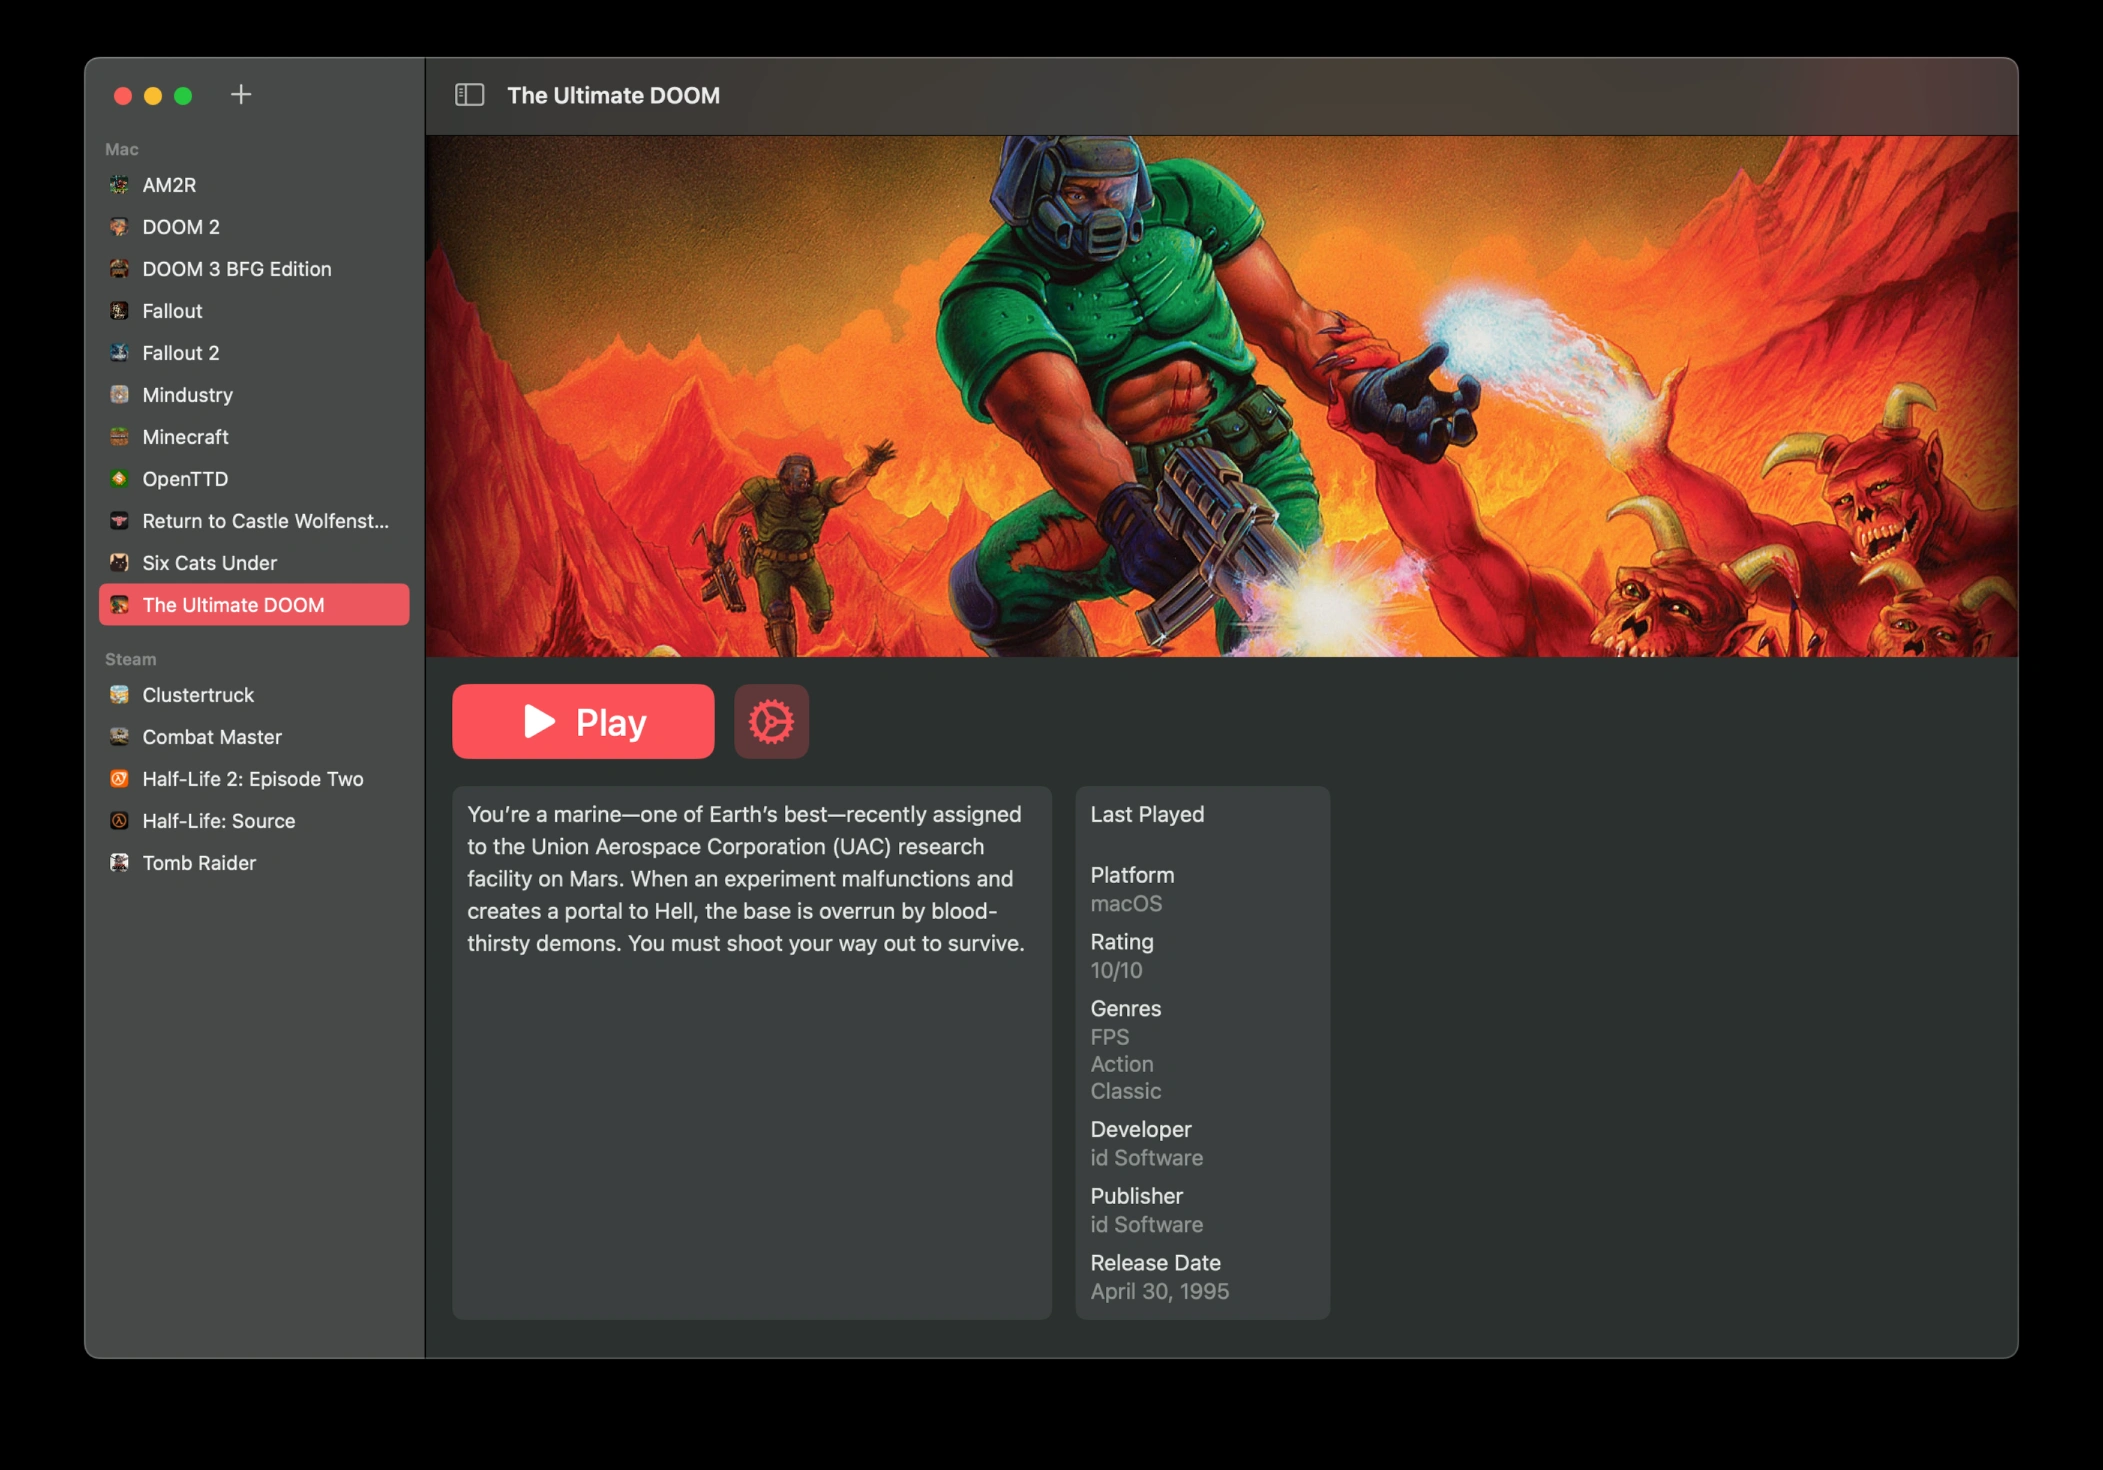 The Ultimate DOOM
Mac
AM2R
DOOM 2
DOOM 3 BFG Edition
Fallout
Fallout 2
Mindustry
Minecraft
OpenTTD
Return to Castle Wolfenst...
Six Cats Under
The Ultimate DOOM
Steam
Clustertruck
Combat Master
Half-Life 2: Episode Two
Half-Life: Source
Tomb Raider
Play
You’re a marine—one of Earth’s best—recently assigned
to the Union Aerospace Corporation (UAC) research
facility on Mars. When an experiment malfunctions and
creates a portal to Hell, the base is overrun by blood-
thirsty demons. You must shoot your way out to survive.
Last Played
Platform
macOS
Rating
10/10
Genres
FPS
Action
Classic
Developer
id Software
Publisher
id Software
Release Date
April 30, 1995